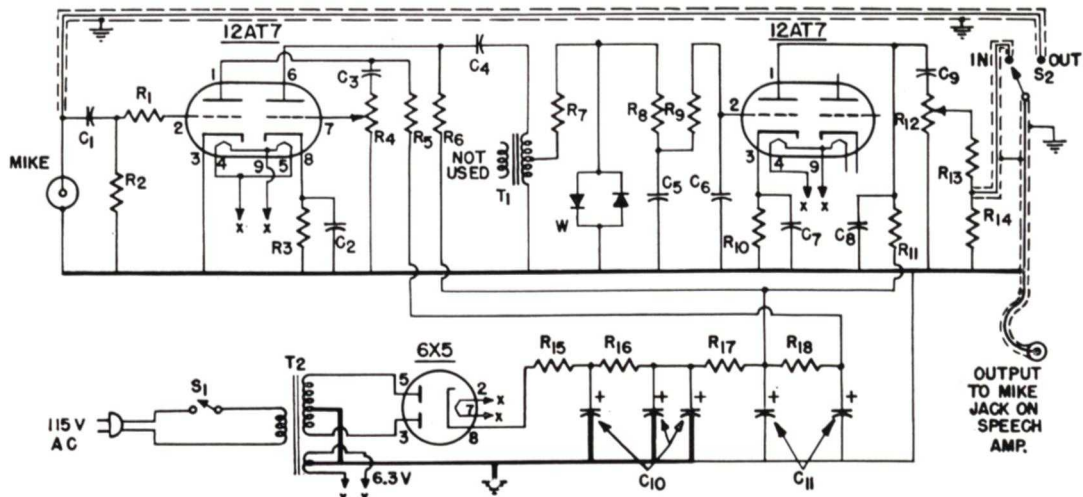 12AT7
12AT7
IN
S2 OUT
1
6
C3
C4
C9
R1
C1
2
7
R4
R5
R6
R7
R8
R9
2
1
R12
3
4
9
5
8
NOT
USED
T1
C5
C6
3
4
9
R13
MIKE
R2
X
X
R3
C2
W
R10
X
X
C7
C8
R11
R14
6X5
R15
R16
R17
R18
T2
S1
5
2
X
7
X
3
8
+
+
+
+
+
115V
AC
6.3V
X
X
C10
C11
OUTPUT
TO MIKE
JACK ON
SPEECH
AMP.